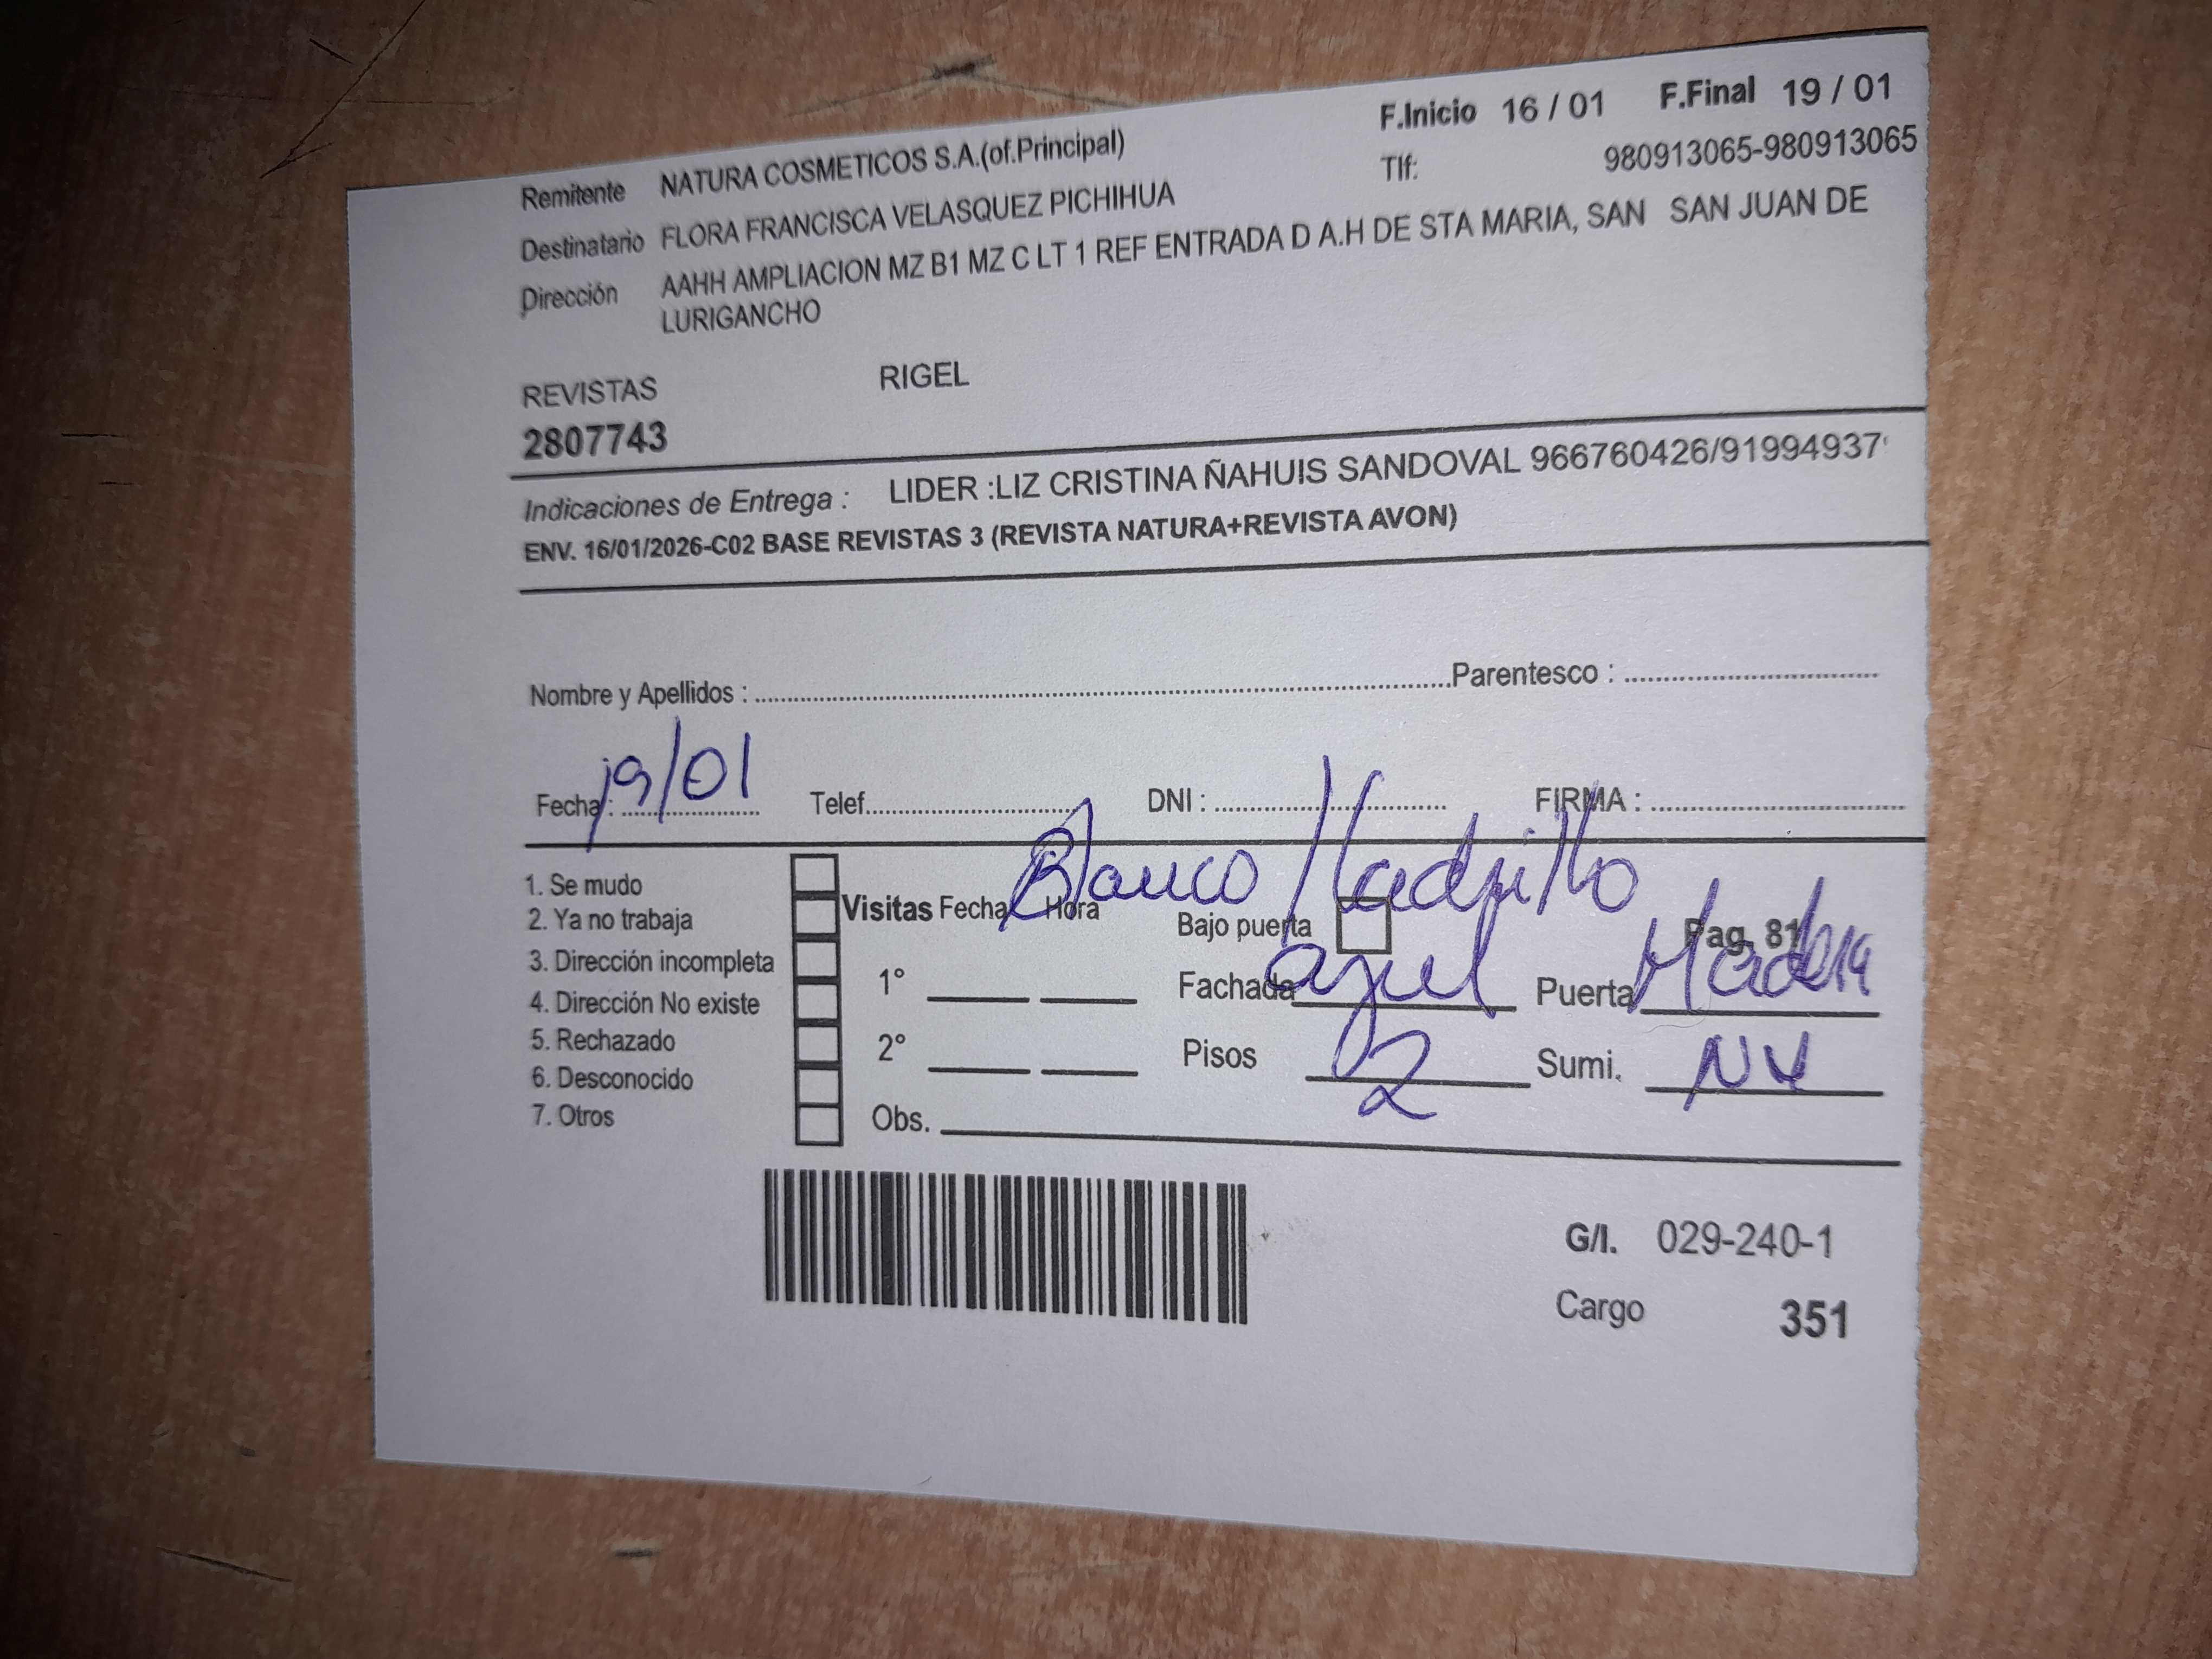 F.Inicio 16 / 01 F.Final 19 / 01
Remitente NATURA COSMETICOS S.A.(of.Principal) Tlf: 980913065-980913065
Destinatario FLORA FRANCISCA VELASQUEZ PICHIHUA
Dirección AAHH AMPLIACION MZ B1 MZ C LT 1 REF ENTRADA D A.H DE STA MARIA, SAN SAN JUAN DE
LURIGANCHO
REVISTAS RIGEL
2807743
Indicaciones de Entrega : LIDER :LIZ CRISTINA ÑAHUIS SANDOVAL 966760426/91994937
ENV. 16/01/2026-C02 BASE REVISTAS 3 (REVISTA NATURA+REVISTA AVON)
Nombre y Apellidos : Parentesco :
Fecha : 19/01 Telef. DNI : FIRMA :
Blanco / Ladrillo
1. Se mudo
2. Ya no trabaja
Visitas Fecha Hora Bajo puerta Pag. 81
3. Dirección incompleta
1° Fachada azul Puerta Madera
4. Dirección No existe
5. Rechazado
2° Pisos 2 Sumi.
6. Desconocido
7. Otros
Obs.
G/I. 029-240-1
Cargo 351